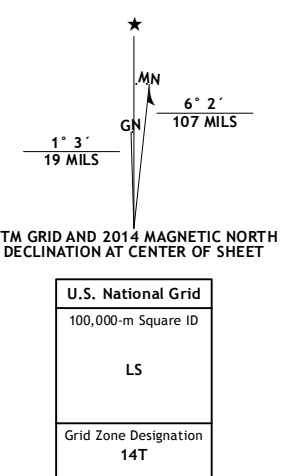 ★
MN
6° 2´
107 MILS
GN
1° 3´
19 MILS
TM GRID AND 2014 MAGNETIC NORTH
DECLINATION AT CENTER OF SHEET
U.S. National Grid
100,000-m Square ID
LS
Grid Zone Designation
14T